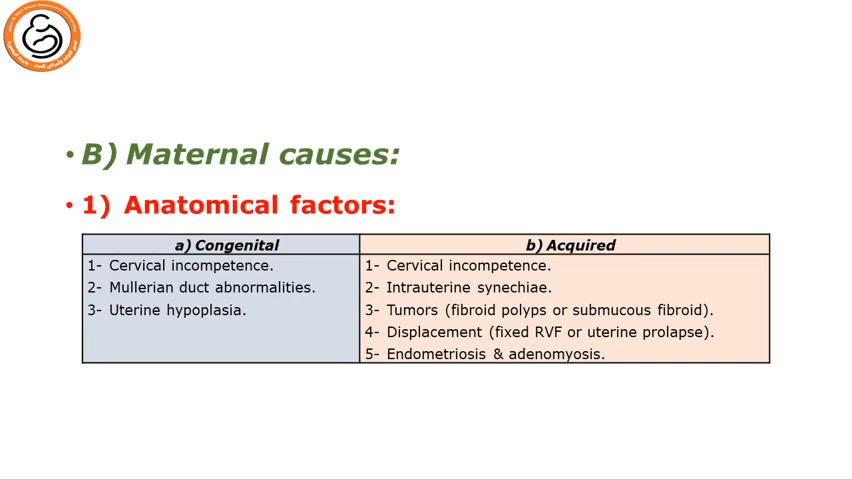 • B) Maternal causes:
• 1) Anatomical factors:
a) Congenital
1- Cervical incompetence.
2- Mullerian duct abnormalities.
3- Uterine hypoplasia.
b) Acquired
1- Cervical incompetence.
2- Intrauterine synechiae.
3- Tumors (fibroid polyps or submucous fibroid).
4- Displacement (fixed RVF or uterine prolapse).
5- Endometriosis & adenomyosis.